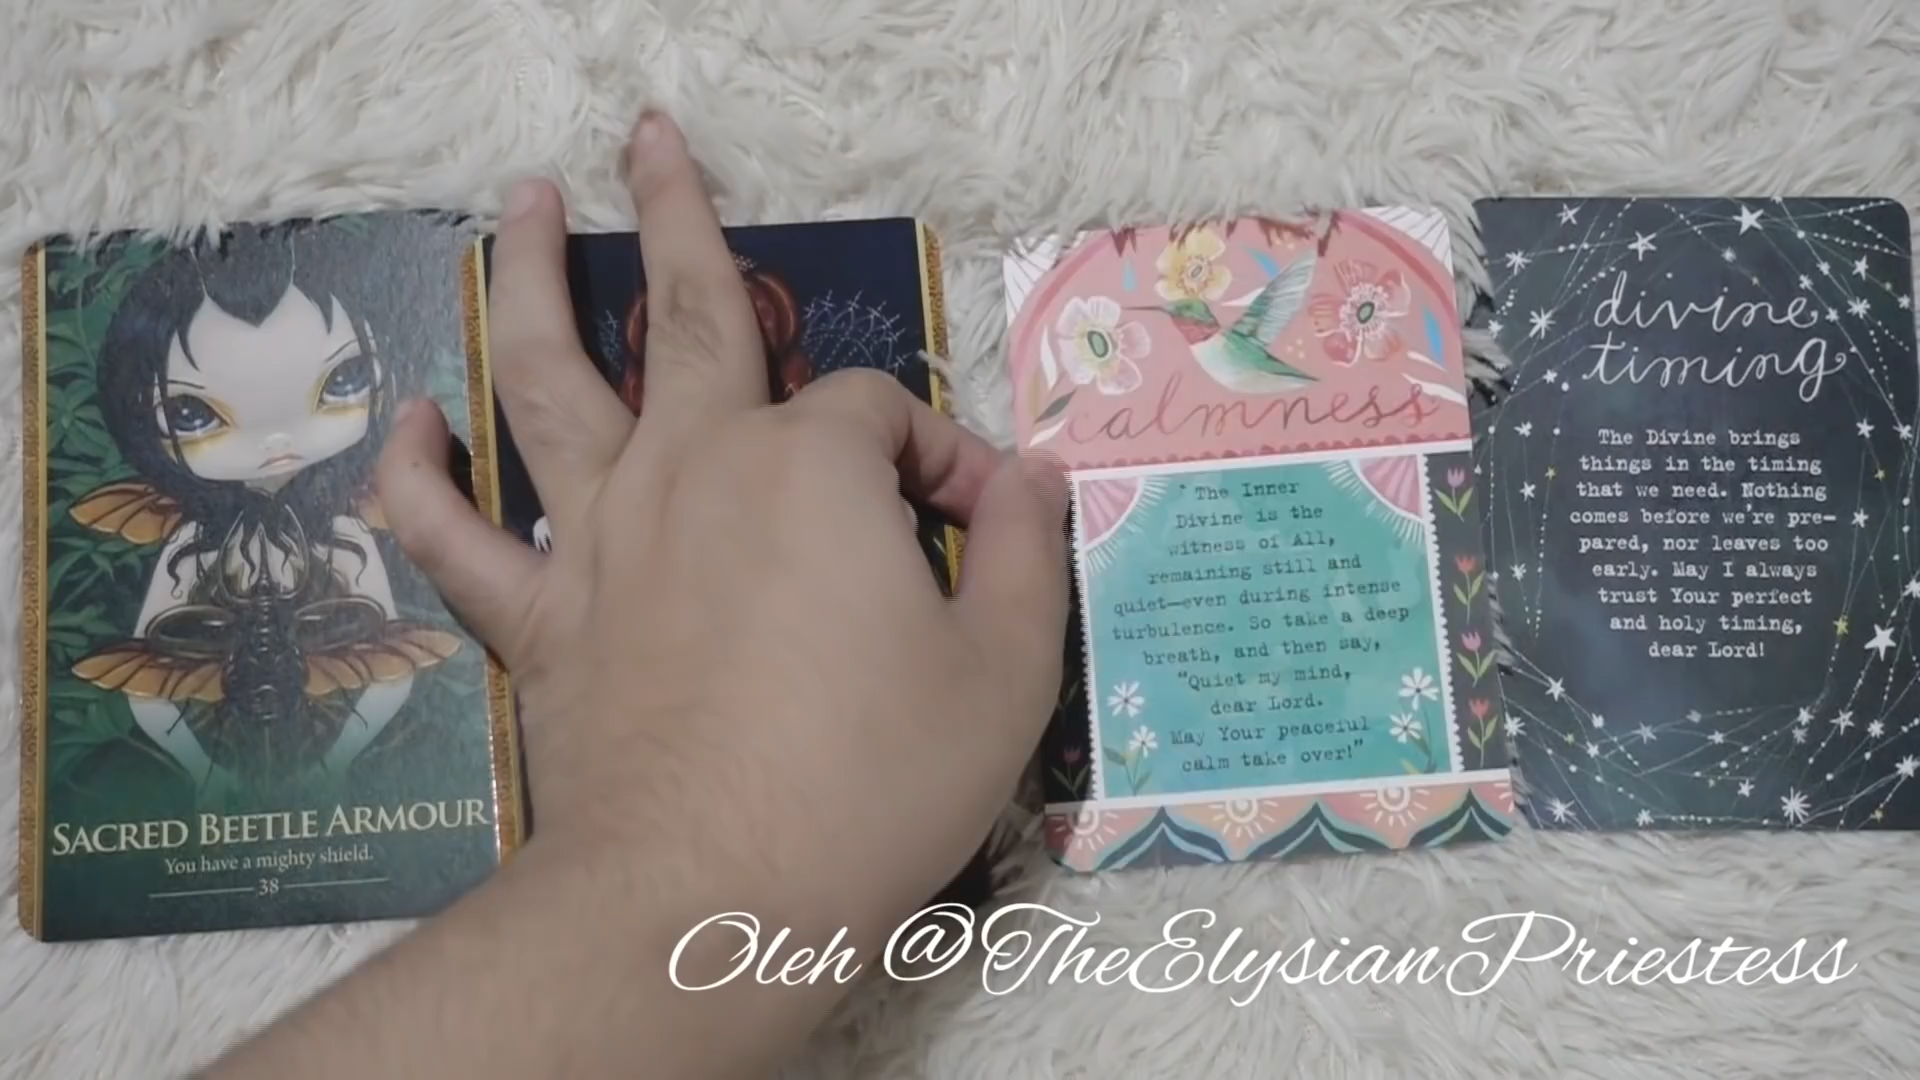 SACRED BEETLE ARMOUR
You have a mighty shield.
38
calmness
"The Inner
Divine is the
witness of All,
remaining still and
quiet—even during intense
turbulence. So take a deep
breath, and then say,
"Quiet my mind,
dear Lord.
May Your peaceful
calm take over!"
divine
timing
The Divine brings
things in the timing
that we need. Nothing
comes before we're pre-
pared, nor leaves too
early. May I always
trust Your perfect
and holy timing,
dear Lord!
Oleh @TheElysianPriestess